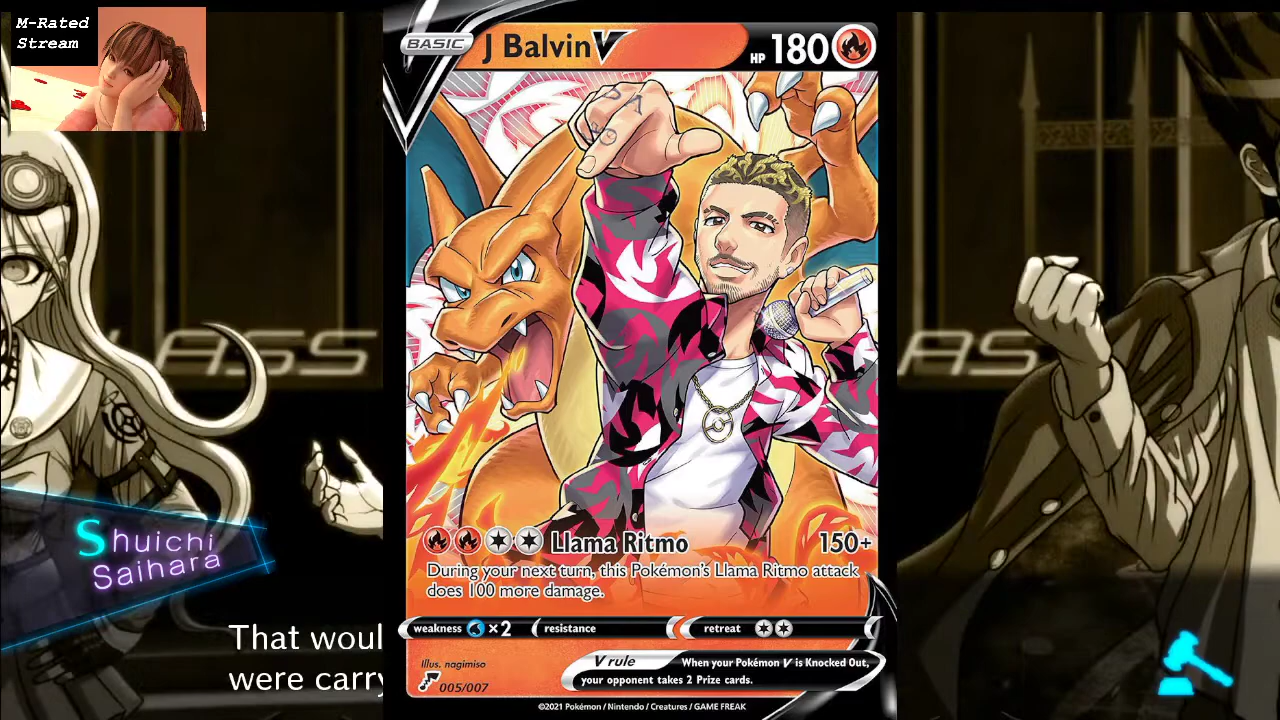 M-Rated
Stream
BASIC
J Balvin V
HP 180
Llama Ritmo 150+
During your next turn, this Pokémon's Llama Ritmo attack
does 100 more damage.
weakness ×2 resistance retreat
Illus. nagimiso
005/007
V rule When your Pokémon V is Knocked Out,
your opponent takes 2 Prize cards.
©2021 Pokémon / Nintendo / Creatures / GAME FREAK
LASS
AS
Shuichi
Saihara
That woul
were carry